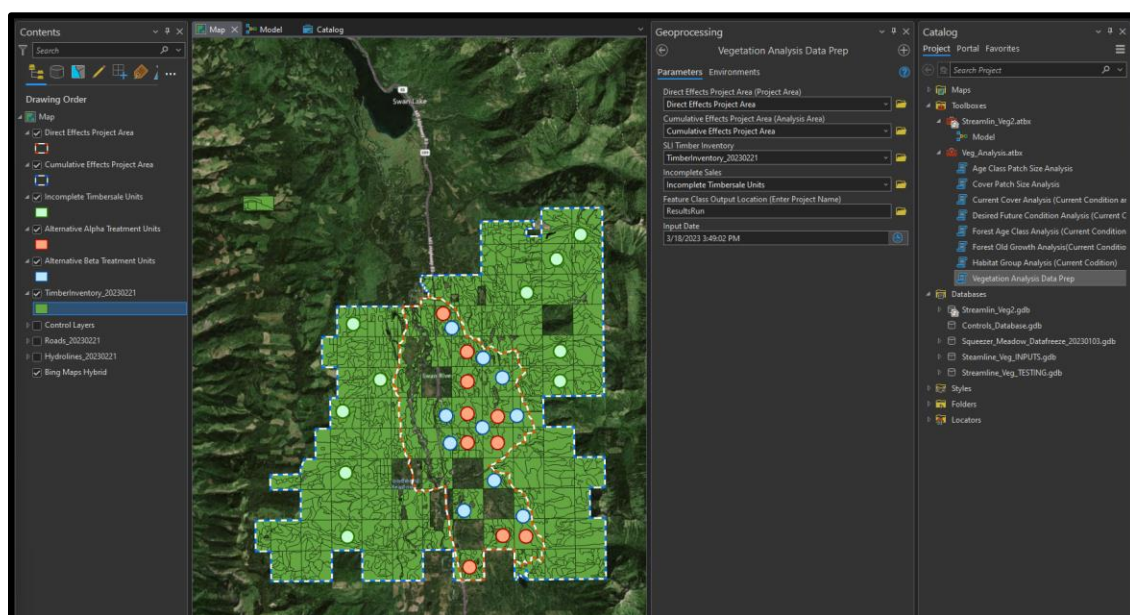 Contents
Search
Drawing Order
Map
Direct Effects Project Area
Cumulative Effects Project Area
Incomplete Timbersale Units
Alternative Alpha Treatment Units
Alternative Beta Treatment Units
TimberInventory_20230221
Control Layers
Roads_20230221
Hydrolines_20230221
Bing Maps Hybrid
Map
Model
Catalog
Swan Lake
Swan River
Geoprocessing
Vegetation Analysis Data Prep
Parameters Environments
Direct Effects Project Area (Project Area)
Direct Effects Project Area
Cumulative Effects Project Area (Analysis Area)
Cumulative Effects Project Area
SLI Timber Inventory
TimberInventory_20230221
Incomplete Sales
Incomplete Timbersale Units
Feature Class Output Location (Enter Project Name)
ResultsRun
Input Date
3/18/2023 3:49:02 PM
Catalog
Project Portal Favorites
Search Project
Maps
Toolboxes
Streamlin_Veg2.atbx
Model
Veg_Analysis.atbx
Age Class Patch Size Analysis
Cover Patch Size Analysis
Current Cover Analysis (Current Condition an
Desired Future Condition Analysis (Current C
Forest Age Class Analysis (Current Condition
Forest Old Growth Analysis(Current Conditio
Habitat Group Analysis (Current Codition)
Vegetation Analysis Data Prep
Databases
Streamlin_Veg2.gdb
Controls_Database.gdb
Squeezer_Meadow_Datafreeze_20230103.gdb
Steamline_Veg_INPUTS.gdb
Streamline_Veg_TESTING.gdb
Styles
Folders
Locators